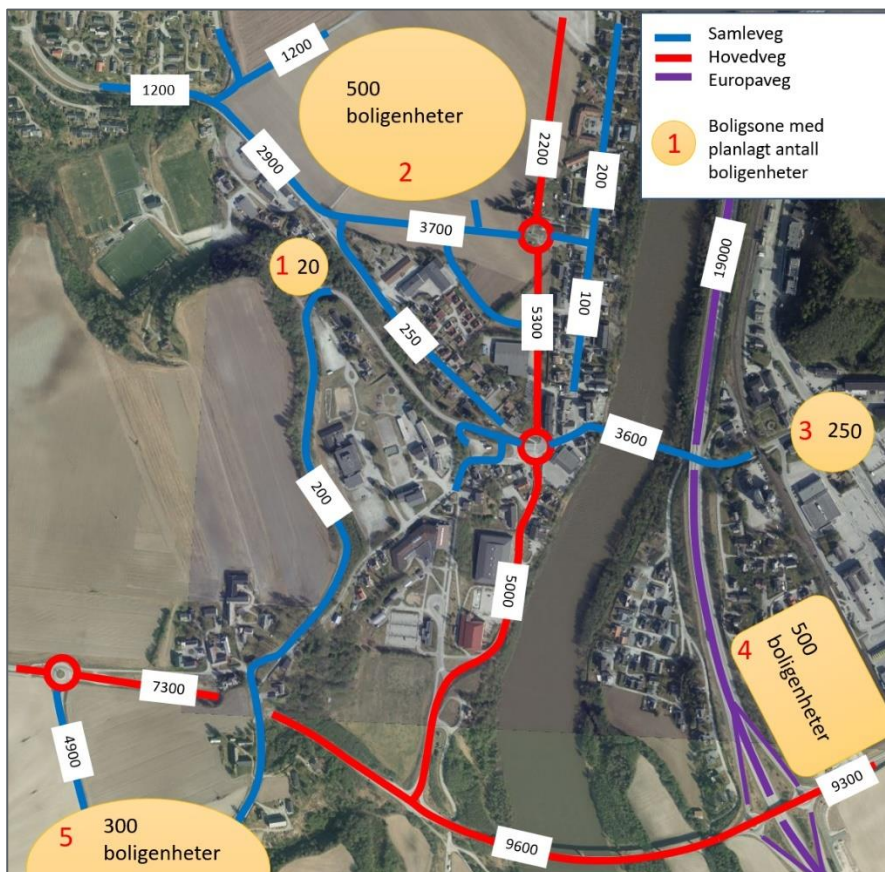 Samleveg
Hovedveg
Europaveg
1 Boligsone med
planlagt antall
boligenheter
1200
1200
500
boligenheter
2
2200
200
2900
3700
19000
1 20
250
5300
100
3600
3 250
200
5000
4 500
boligenheter
7300
4900
9300
5 300
boligenheter
9600